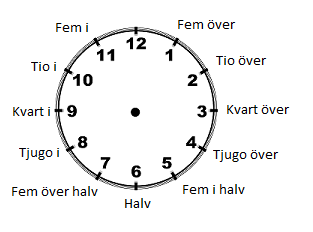 Fem i
Fem över
12
11
1
Tio i
Tio över
10
2
Kvart i
9
3
Kvart över
8
4
Tjugo i
Tjugo över
7
5
6
Fem över halv
Fem i halv
Halv